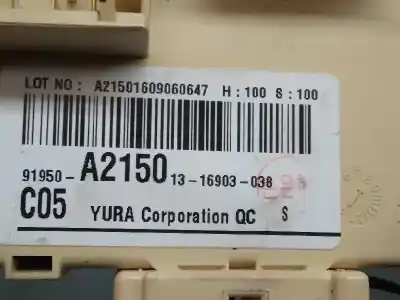 LOT NO : A21501609060647 H : 100 S : 100
91950- A2150 13-16903-038
C05 YURA Corporation QC S